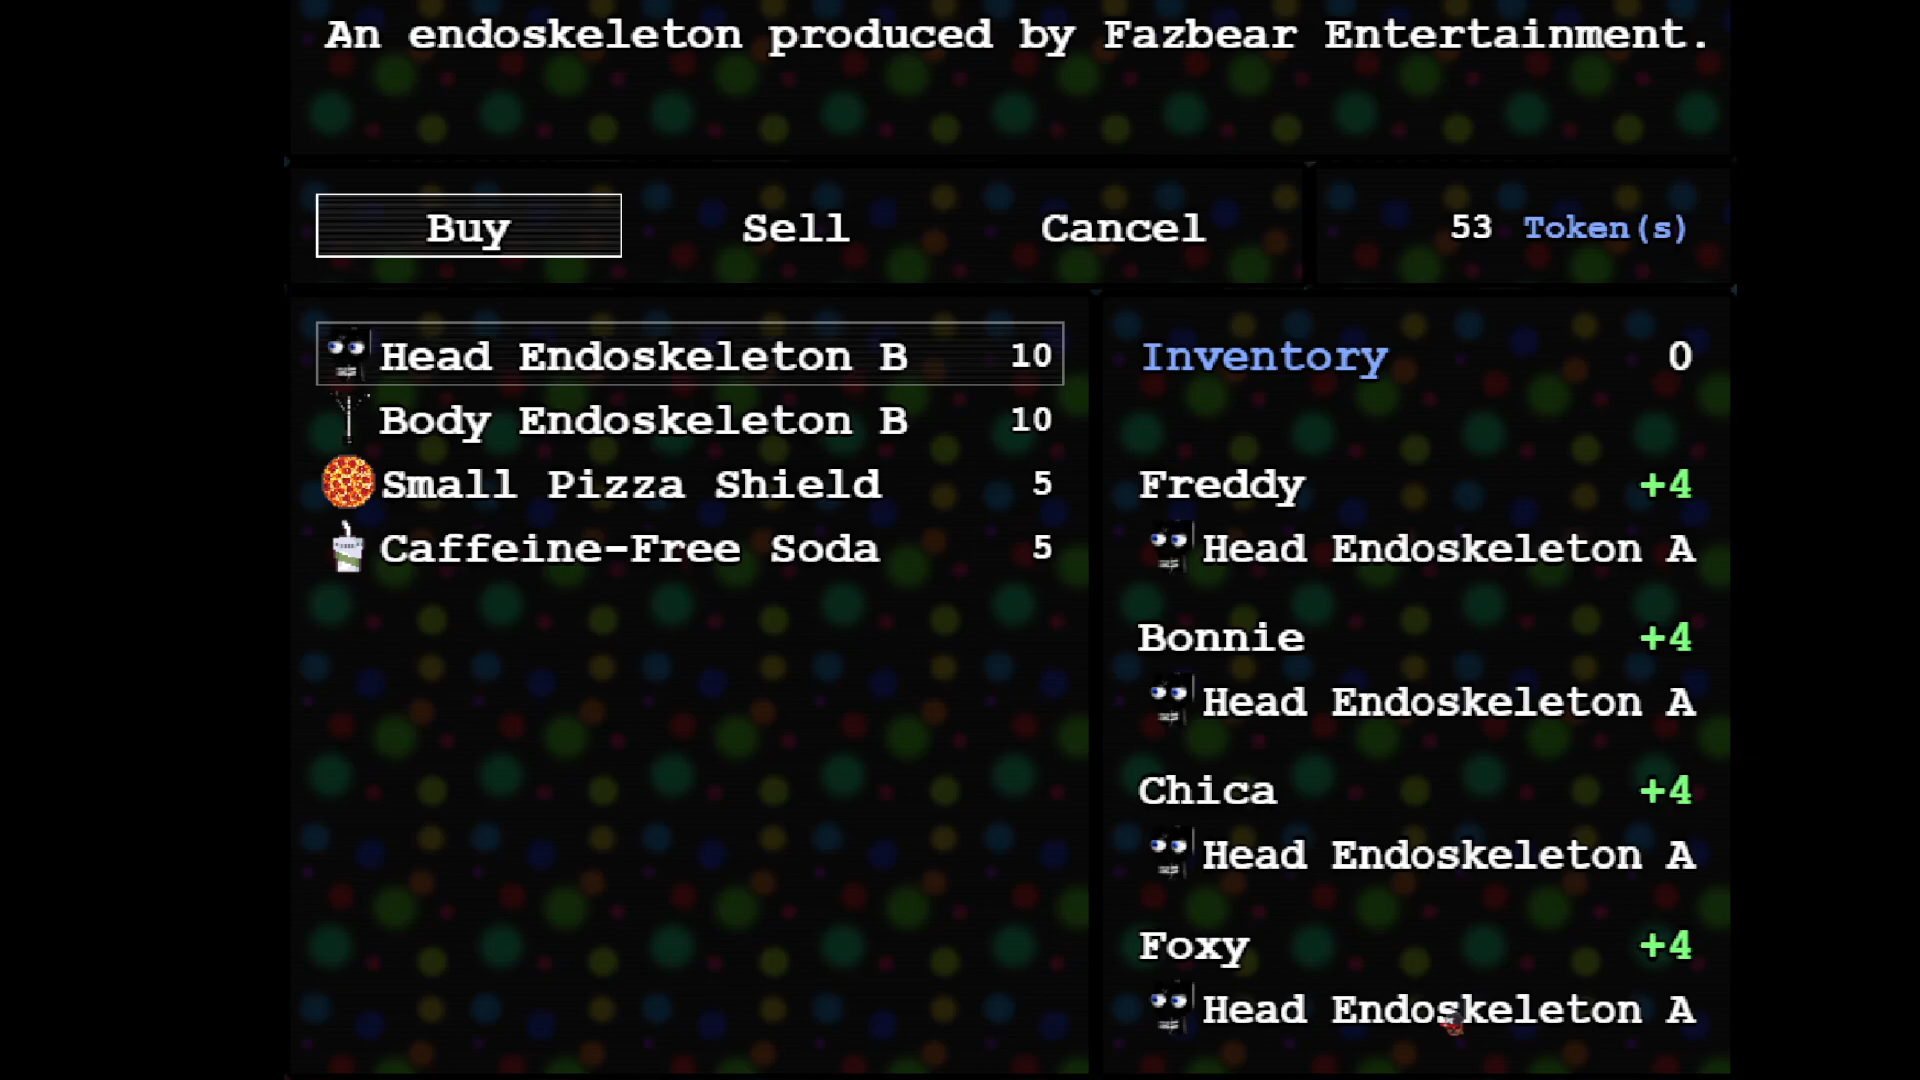 An endoskeleton produced by Fazbear Entertainment.
Buy Sell Cancel 53 Token(s)
Head Endoskeleton B 10
Body Endoskeleton B 10
Small Pizza Shield 5
Caffeine-Free Soda 5
Inventory 0
Freddy +4
Head Endoskeleton A
Bonnie +4
Head Endoskeleton A
Chica +4
Head Endoskeleton A
Foxy +4
Head Endoskeleton A